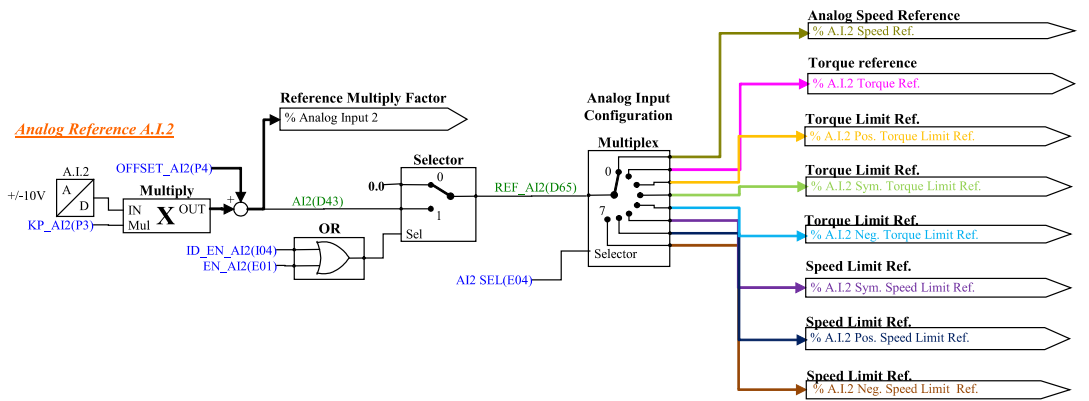 Analog Speed Reference
% A.I.2 Speed Ref.
Torque reference
% A.I.2 Torque Ref.
Reference Multiply Factor
% Analog Input 2
Analog Input
Configuration
Torque Limit Ref.
% A.I.2 Pos. Torque Limit Ref.
Analog Reference A.I.2
Multiplex
Selector
OFFSET_AI2(P4)
A.I.2
0
0
Torque Limit Ref.
% A.I.2 Sym. Torque Limit Ref.
+/-10V
A
D
Multiply
IN
X
OUT
Mul
+
0.0
REF_AI2(D65)
AI2(D43)
1
7
KP_AI2(P3)
Torque Limit Ref.
% A.I.2 Neg. Torque Limit Ref.
OR
Sel
ID_EN_AI2(I04)
EN_AI2(E01)
Selector
AI2 SEL(E04)
Speed Limit Ref.
% A.I.2 Sym. Speed Limit Ref.
Speed Limit Ref.
% A.I.2 Pos. Speed Limit Ref.
Speed Limit Ref.
% A.I.2 Neg. Speed Limit Ref.